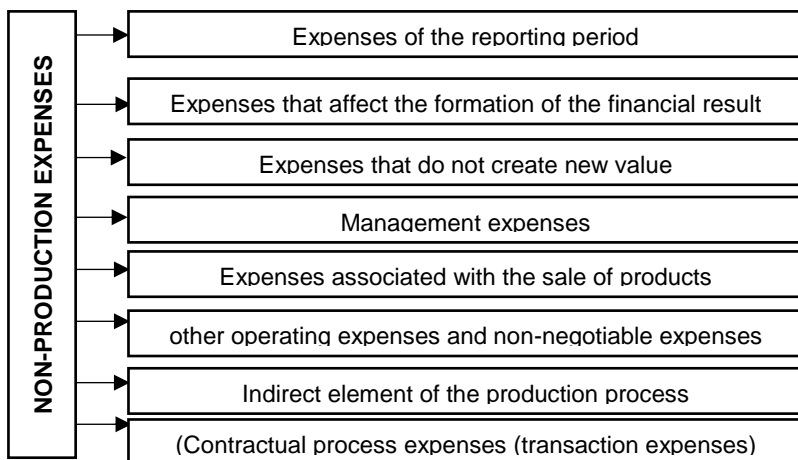 NON-PRODUCTION EXPENSES
Expenses of the reporting period
Expenses that affect the formation of the financial result
Expenses that do not create new value
Management expenses
Expenses associated with the sale of products
other operating expenses and non-negotiable expenses
Indirect element of the production process
(Contractual process expenses (transaction expenses)